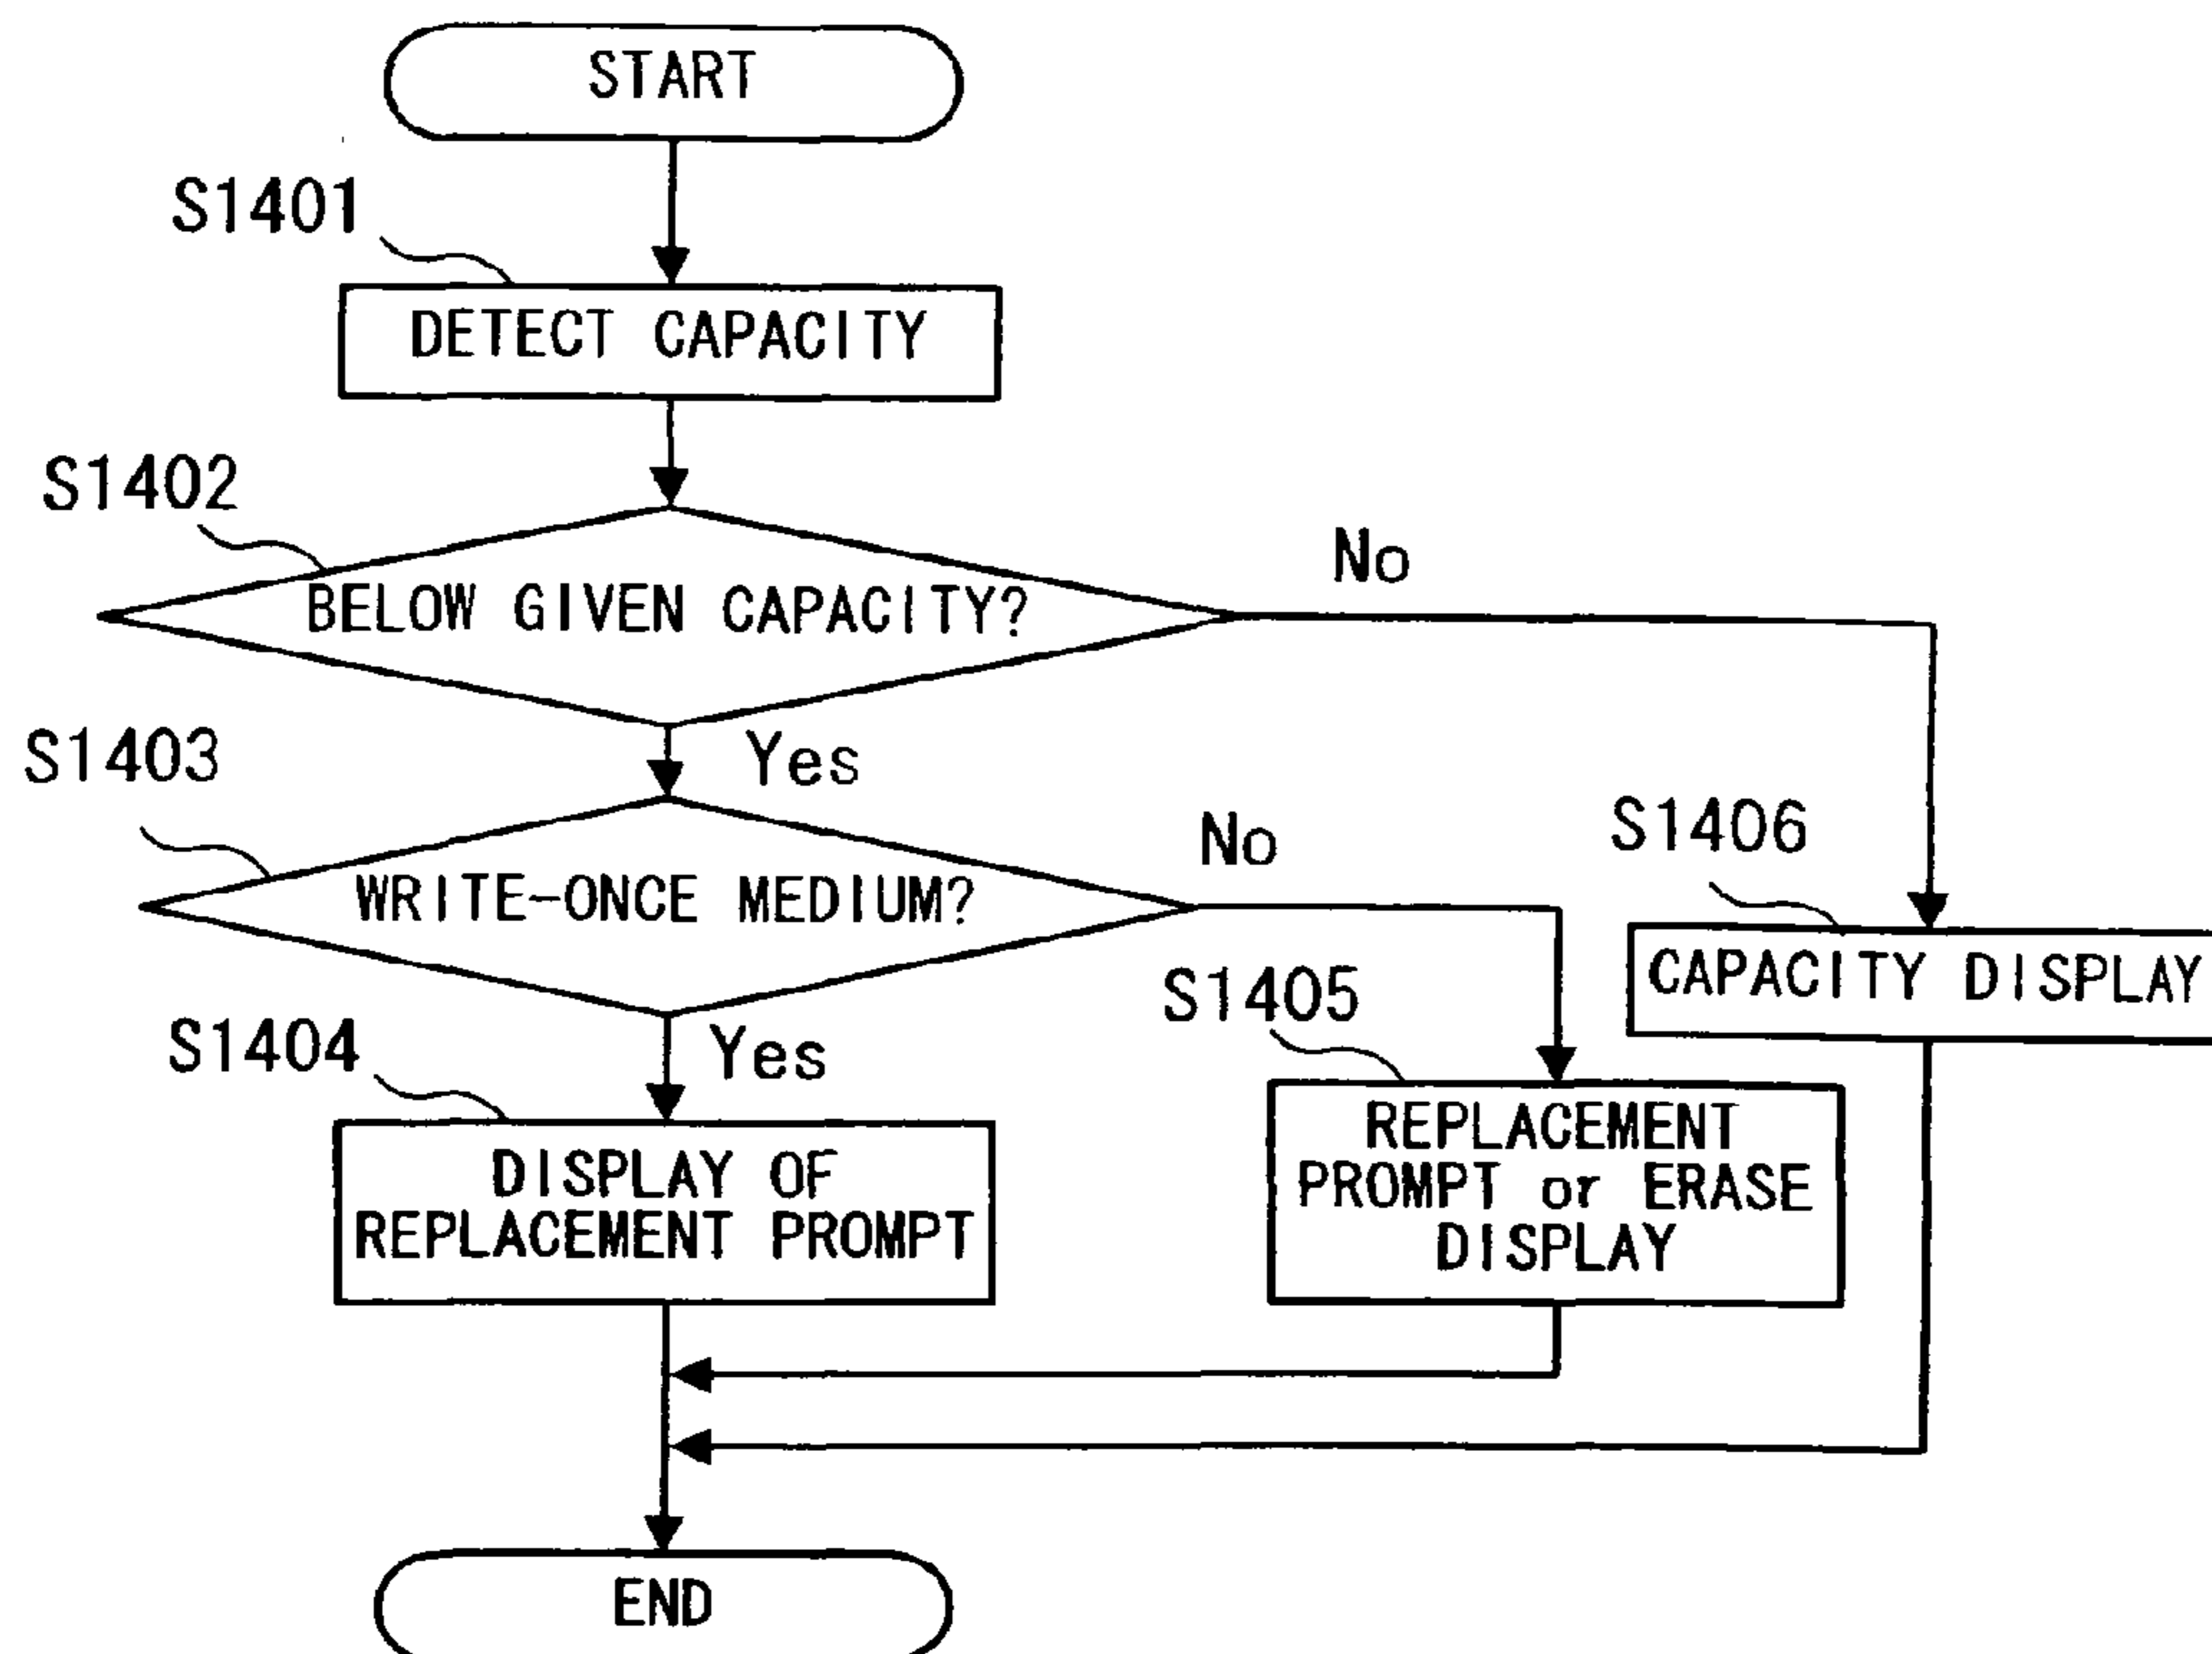 START
S1401
DETECT CAPACITY
S1402
BELOW GIVEN CAPACITY?
No
Yes
S1403
WRITE-ONCE MEDIUM?
No
S1406
CAPACITY DISPLAY
Yes
S1404
DISPLAY OF
REPLACEMENT PROMPT
S1405
REPLACEMENT
PROMPT or ERASE
DISPLAY
END